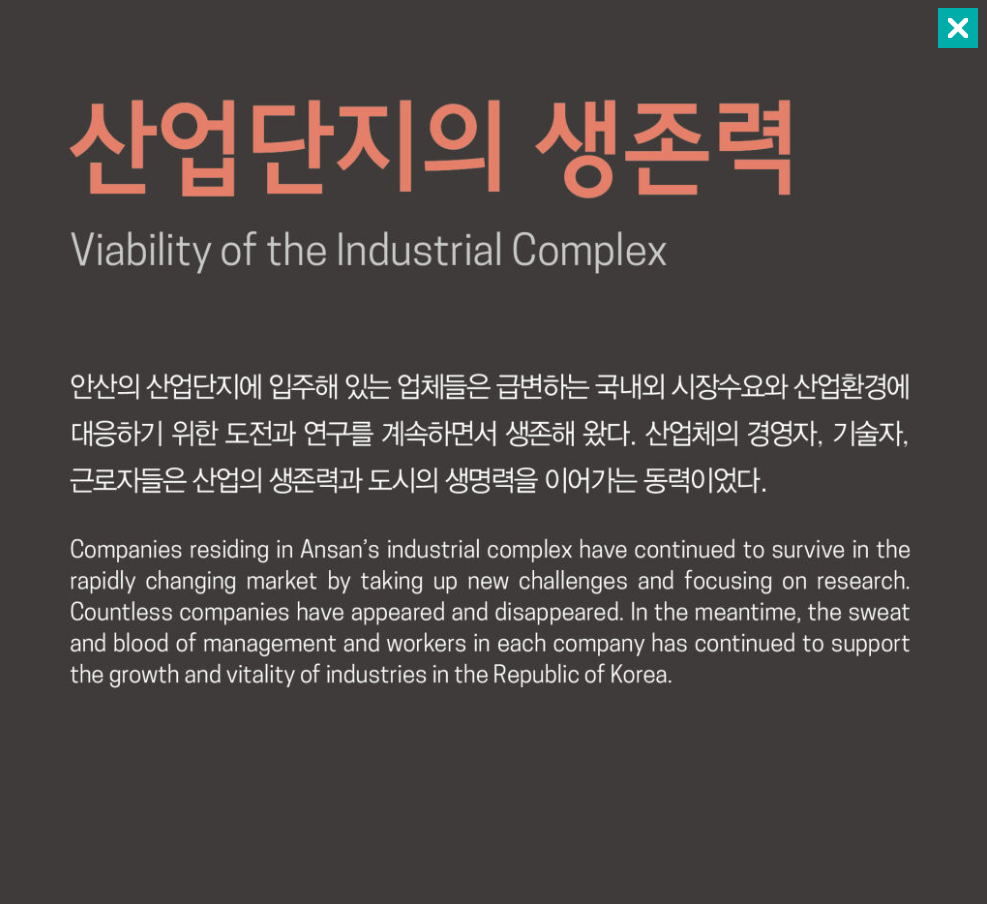 산업단지의 생존력
Viability of the Industrial Complex
안산의 산업단지에 입주해 있는 업체들은 급변하는 국내외 시장수요와 산업환경에
대응하기 위한 도전과 연구를 계속하면서 생존해 왔다. 산업체의 경영자, 기술자,
근로자들은 산업의 생존력과 도시의 생명력을 이어가는 동력이었다.
Companies residing in Ansan’s industrial complex have continued to survive in the
rapidly changing market by taking up new challenges and focusing on research.
Countless companies have appeared and disappeared. In the meantime, the sweat
and blood of management and workers in each company has continued to support
the growth and vitality of industries in the Republic of Korea.